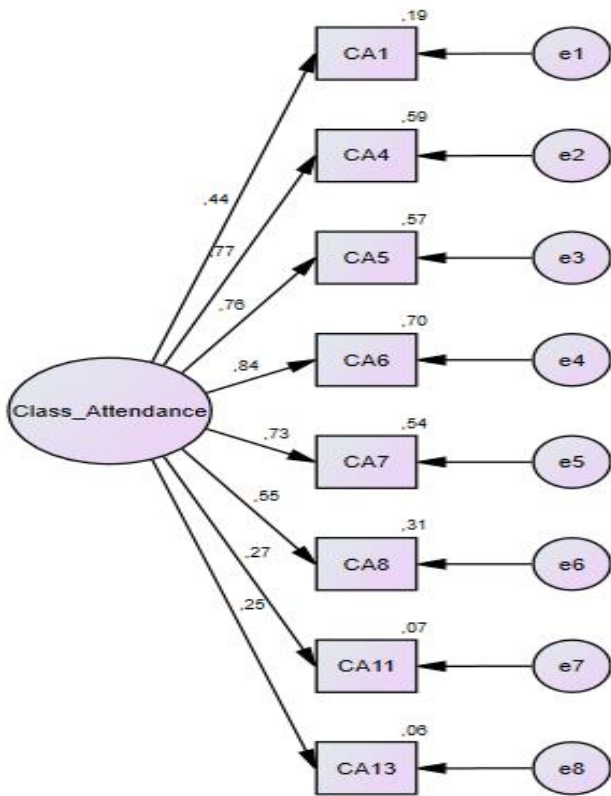 ,19
CA1
e1
,59
CA4
e2
,44
,77
,57
CA5
e3
,76
,70
CA6
e4
,84
Class_Attendance
,54
CA7
e5
,73
,55
,31
CA8
e6
,27
,25
,07
CA11
e7
,06
CA13
e8